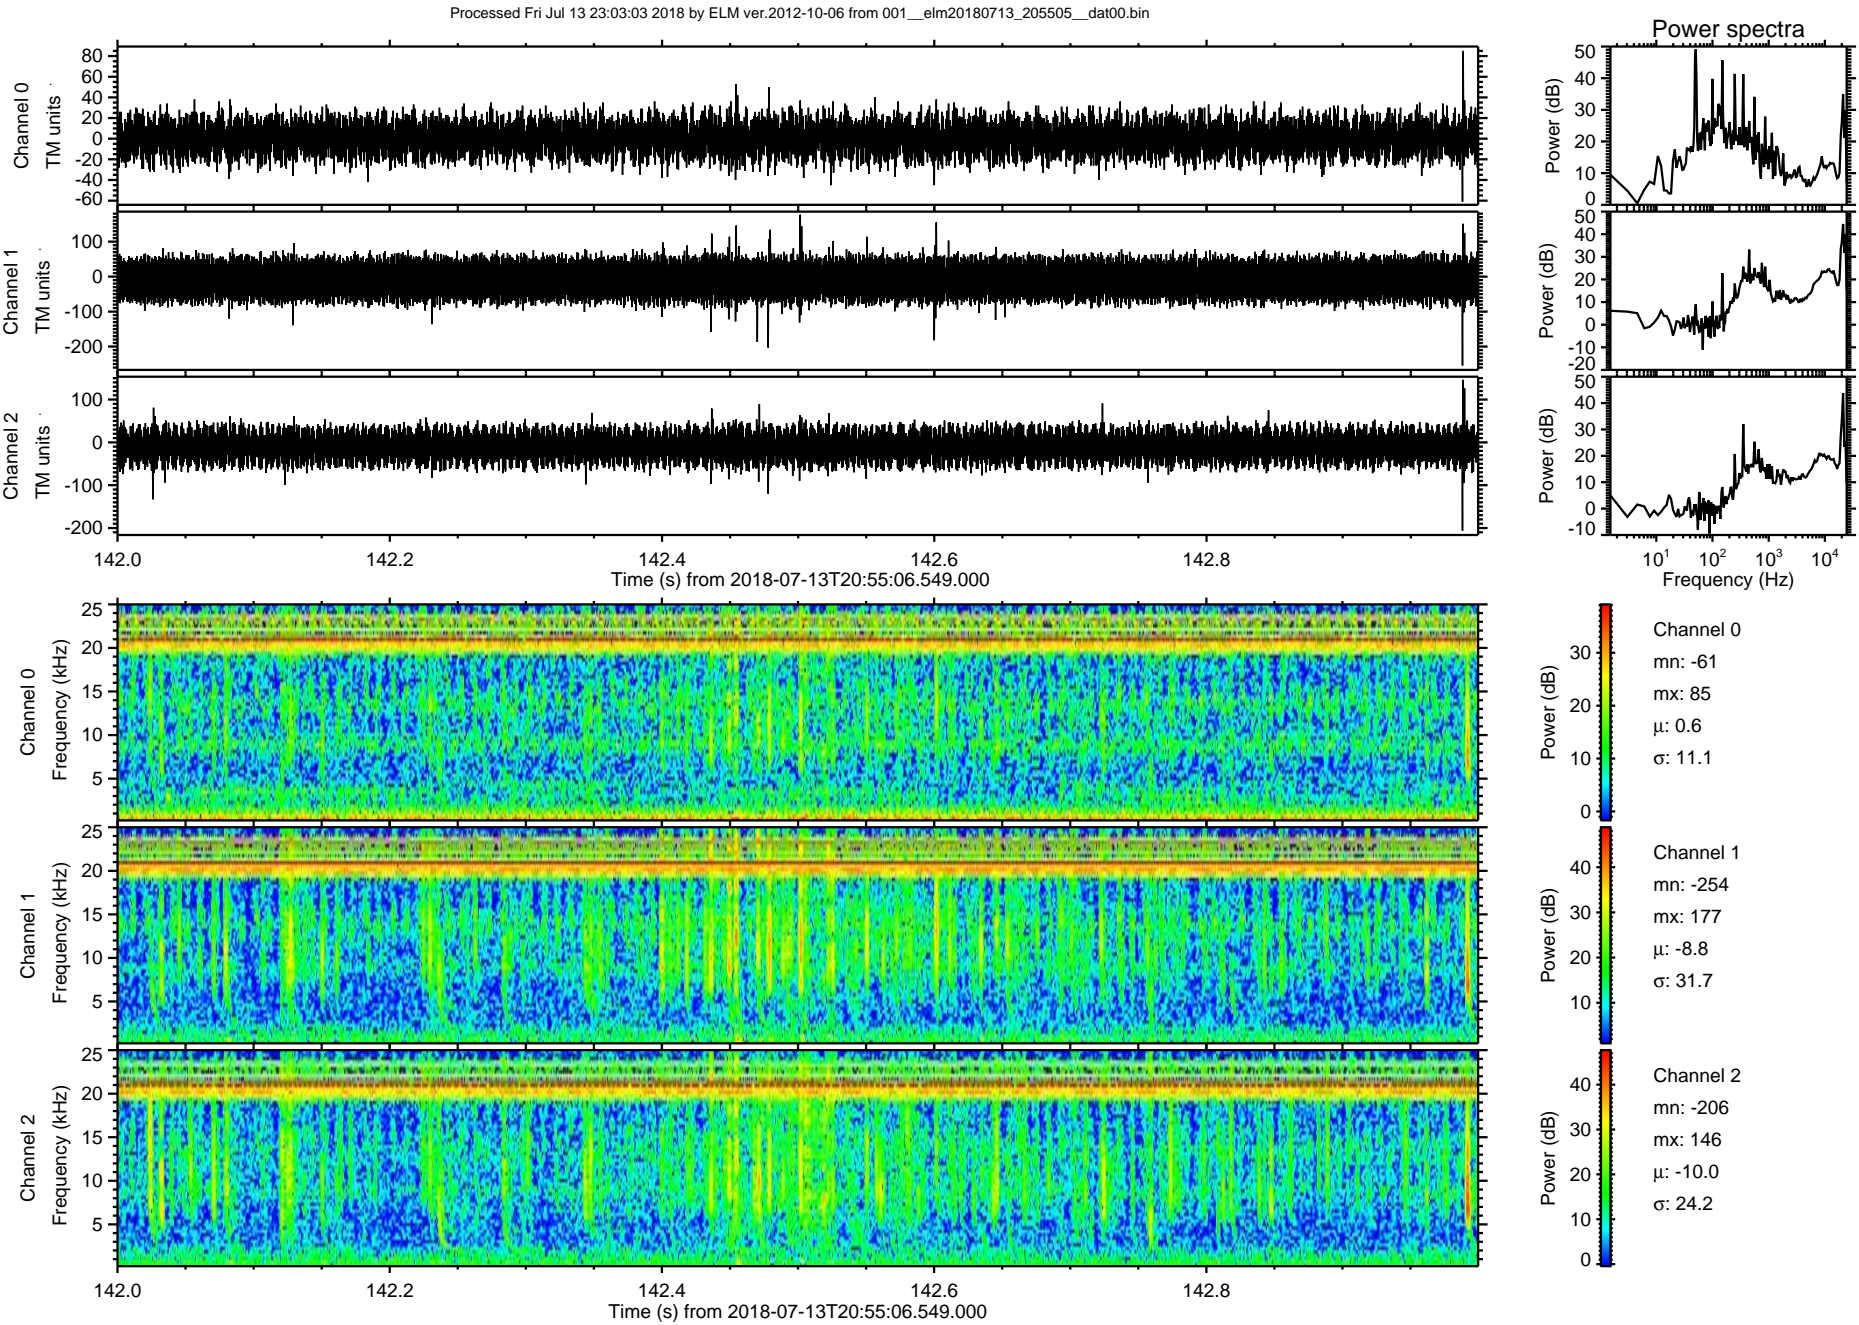 Processed Fri Jul 13 23:03:03 2018 by ELM ver.2012-10-06 from 001__elm20180713_205505__dat00.bin
Power spectra
Channel 0
TM units
80
60
40
20
0
-20
-40
-60
Power (dB)
50
40
30
20
10
0
Channel 1
TM units
100
0
-100
-200
Power (dB)
50
40
30
20
10
0
-10
-20
Channel 2
TM units
100
0
-100
-200
Power (dB)
50
40
30
20
10
0
-10
142.0 142.2 142.4 142.6 142.8
Time (s) from 2018-07-13T20:55:06.549.000
10¹ 10² 10³ 10⁴
Frequency (Hz)
Channel 0
Frequency (kHz)
25
20
15
10
5
Power (dB)
30
20
10
0
Channel 0
mn: -61
mx: 85
μ: 0.6
σ: 11.1
Channel 1
Frequency (kHz)
25
20
15
10
5
Power (dB)
40
30
20
10
Channel 1
mn: -254
mx: 177
μ: -8.8
σ: 31.7
Channel 2
Frequency (kHz)
25
20
15
10
5
Power (dB)
40
30
20
10
0
Channel 2
mn: -206
mx: 146
μ: -10.0
σ: 24.2
142.0 142.2 142.4 142.6 142.8
Time (s) from 2018-07-13T20:55:06.549.000